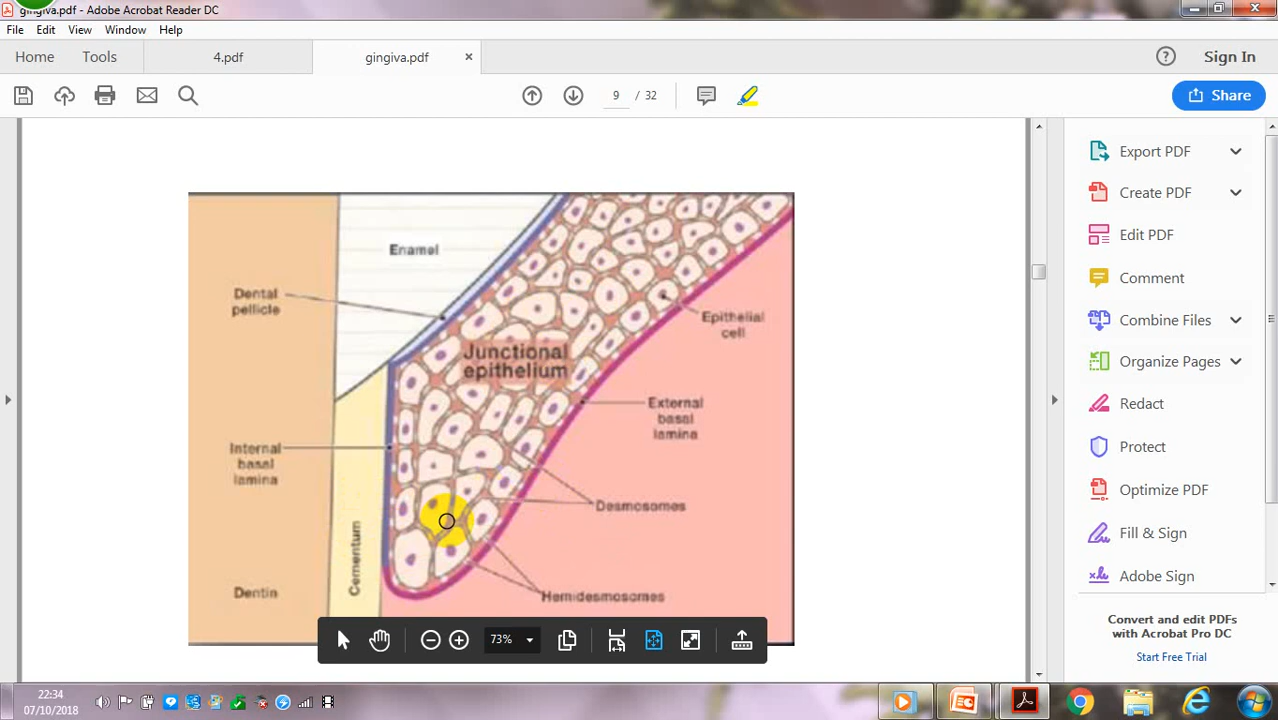 gingiva.pdf - Adobe Acrobat Reader DC
File Edit View Window Help
Home Tools 4.pdf gingiva.pdf × ? Sign In
9 / 32 Share
Enamel
Dental
pellicle
Epithelial
cell
Junctional
epithelium
External
basal
lamina
Internal
basal
lamina
Desmosomes
Cementum
Dentin
Hemidesmosomes
73%
Export PDF
Create PDF
Edit PDF
Comment
Combine Files
Organize Pages
Redact
Protect
Optimize PDF
Fill & Sign
Adobe Sign
Convert and edit PDFs
with Acrobat Pro DC
Start Free Trial
22:34
07/10/2018